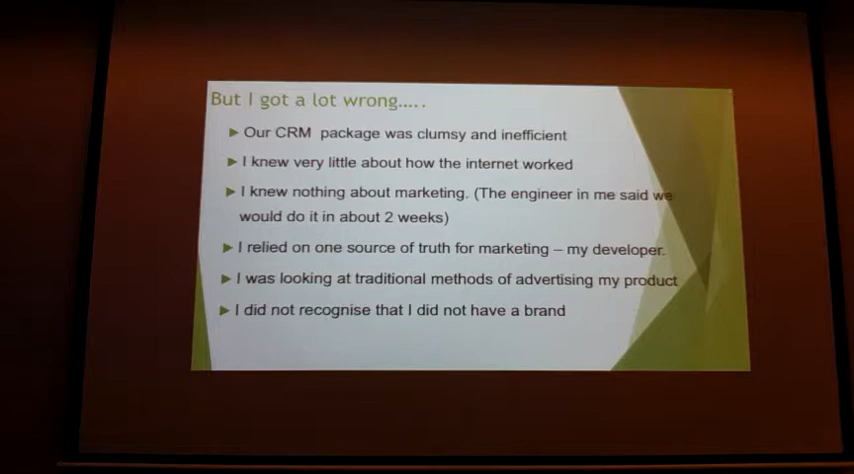 But I got a lot wrong.....
Our CRM package was clumsy and inefficient
I knew very little about how the internet worked
I knew nothing about marketing. (The engineer in me said we
would do it in about 2 weeks)
I relied on one source of truth for marketing – my developer.
I was looking at traditional methods of advertising my product
I did not recognise that I did not have a brand